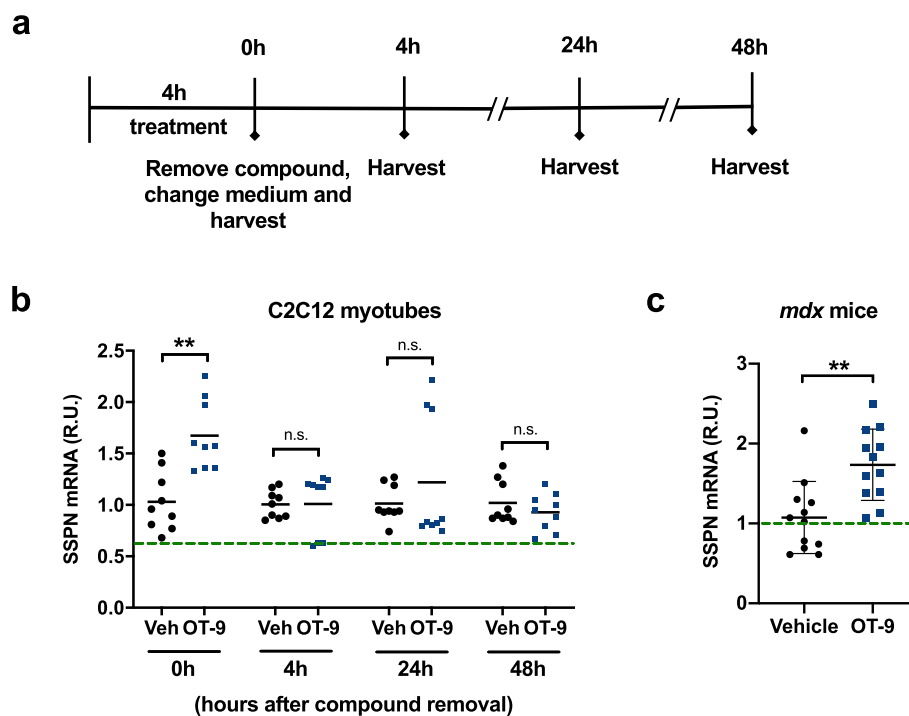 a
0h 4h 24h 48h
4h
treatment
Remove compound,
change medium and
harvest
Harvest
Harvest
Harvest
b
C2C12 myotubes
SSPN mRNA (R.U.)
2.5
2.0
1.5
1.0
0.5
0.0
**
n.s.
n.s.
n.s.
Veh OT-9 Veh OT-9 Veh OT-9 Veh OT-9
0h 4h 24h 48h
(hours after compound removal)
c
mdx mice
SSPN mRNA (R.U.)
3
2
1
0
**
Vehicle OT-9